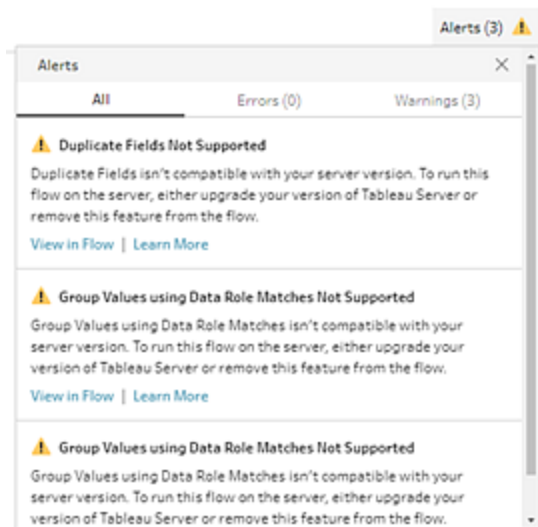 Alerts (3)
Alerts
All Errors (0) Warnings (3)
Duplicate Fields Not Supported
Duplicate Fields isn't compatible with your server version. To run this
flow on the server, either upgrade your version of Tableau Server or
remove this feature from the flow.
View in Flow | Learn More
Group Values using Data Role Matches Not Supported
Group Values using Data Role Matches isn't compatible with your
server version. To run this flow on the server, either upgrade your
version of Tableau Server or remove this feature from the flow.
View in Flow | Learn More
Group Values using Data Role Matches Not Supported
Group Values using Data Role Matches isn't compatible with your
server version. To run this flow on the server, either upgrade your
version of Tableau Server or remove this feature from the flow.